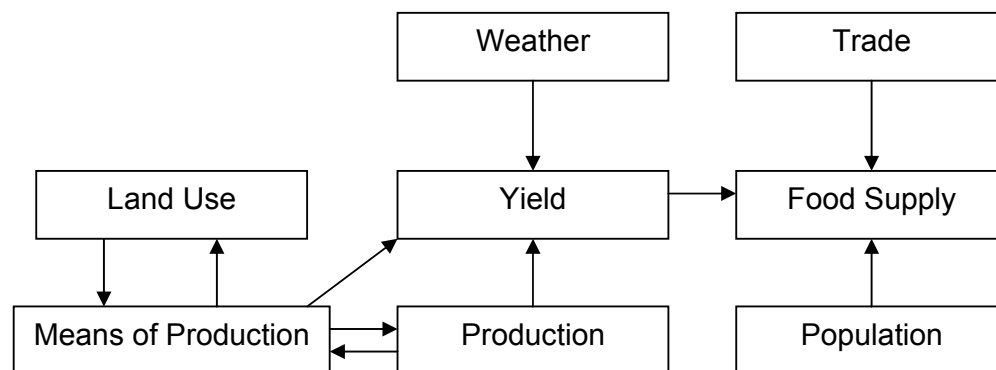 Weather
Trade
Land Use
Yield
Food Supply
Means of Production
Production
Population